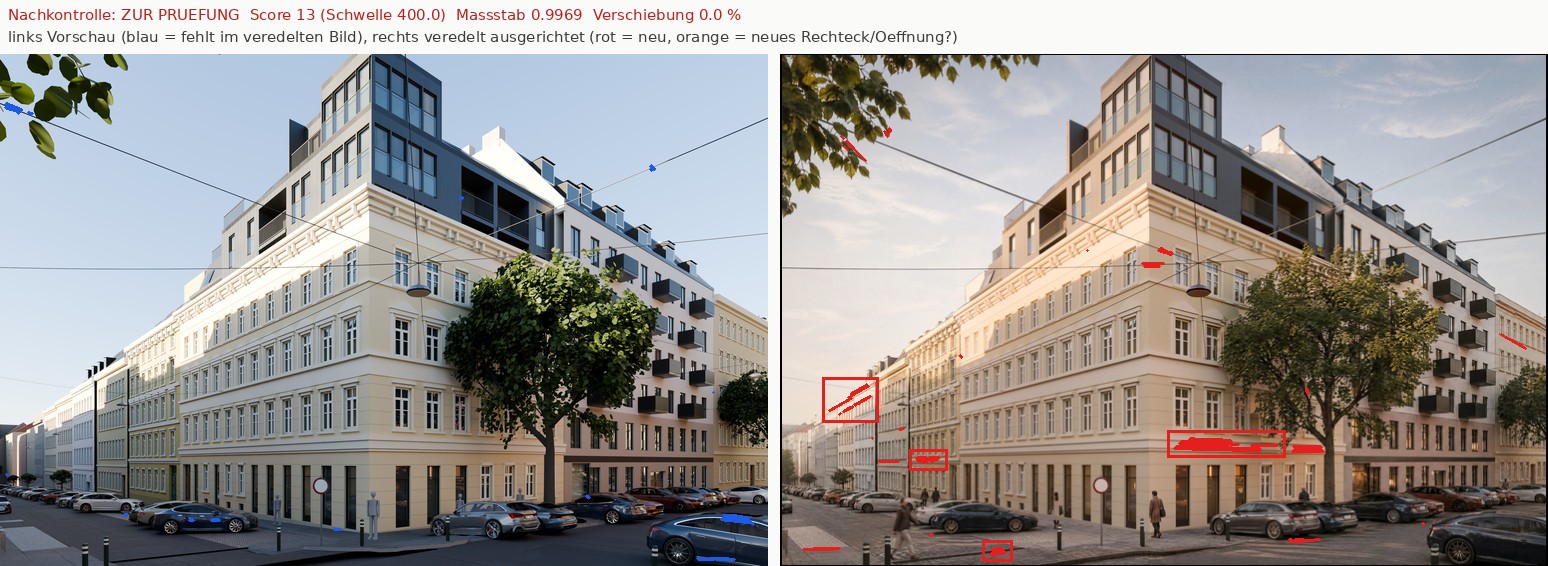 Nachkontrolle: ZUR PRUEFUNG  Score 13 (Schwelle 400.0)  Massstab 0.9969  Verschiebung 0.0 %
links Vorschau (blau = fehlt im veredelten Bild), rechts veredelt ausgerichtet (rot = neu, orange = neues Rechteck/Oeffnung?)